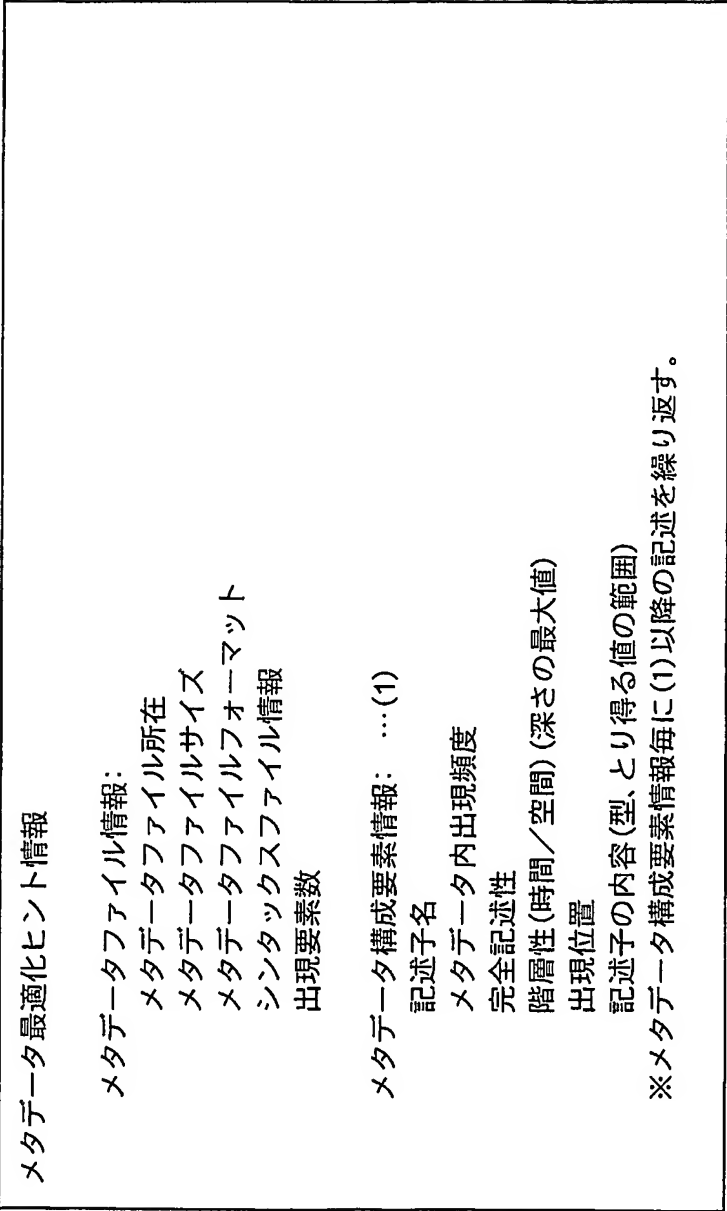 メタデータ最適化ヒント情報
メタデータファイル情報：
メタデータファイル所在
メタデータファイルサイズ
メタデータファイルフォーマット
シンタックスファイル情報
出現要素数
メタデータ構成要素情報： …(1)
記述子名
メタデータ内出現頻度
完全記述性
階層性(時間／空間)(深さの最大値)
出現位置
記述子の内容(型、とり得る値の範囲)
※メタデータ構成要素情報毎に(1)以降の記述を繰り返す。